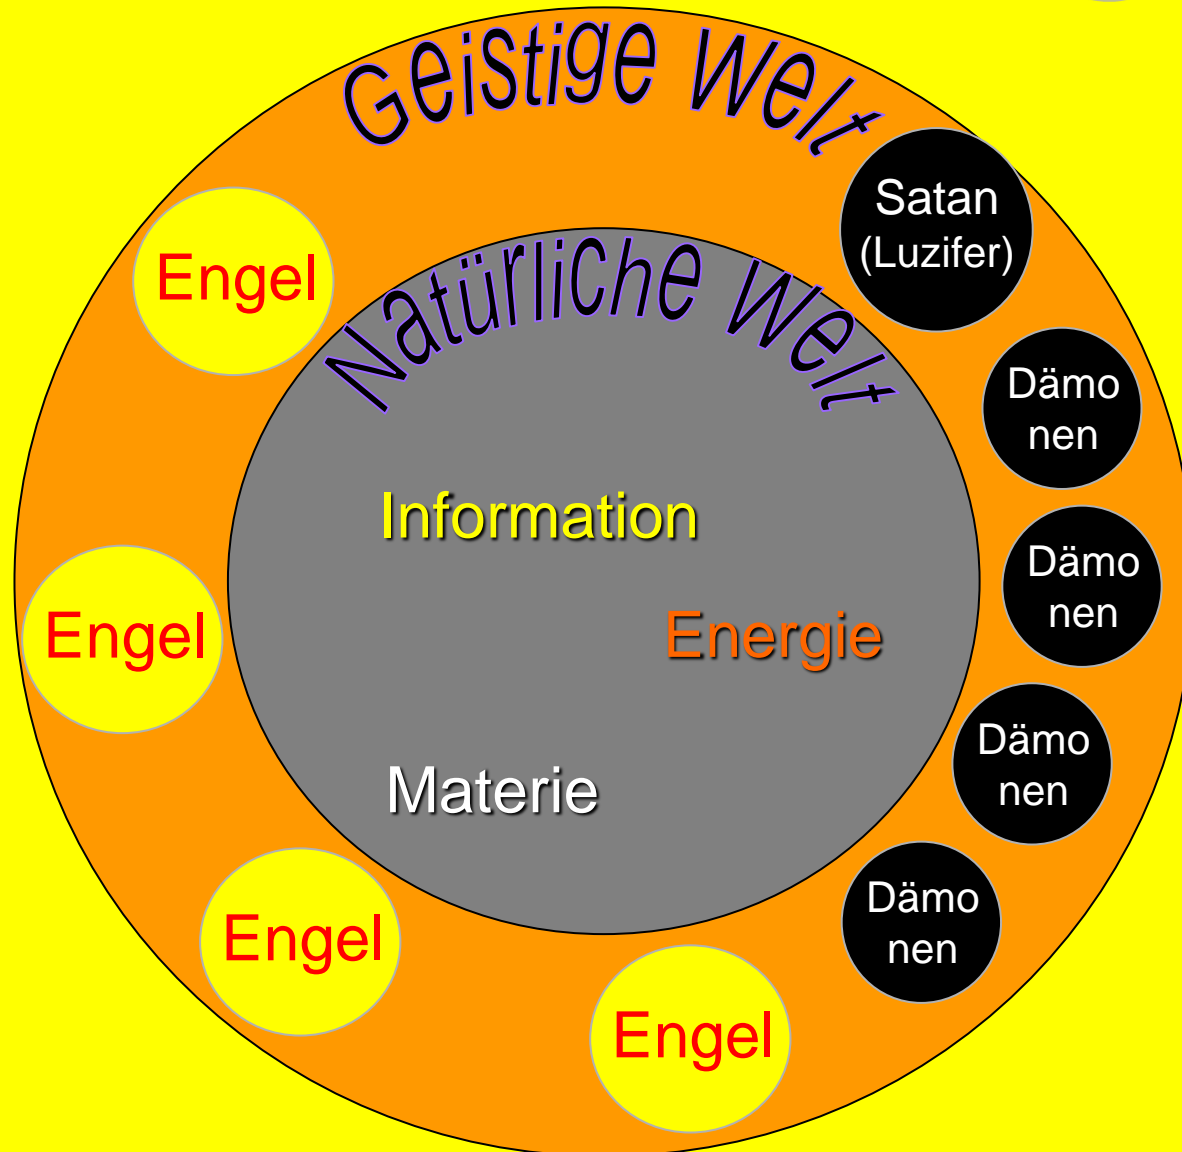 Geistige Welt
Satan
(Luzifer)
Engel
Natürliche Welt
Dämo
nen
Information
Dämo
nen
Engel
Energie
Dämo
nen
Materie
Dämo
nen
Engel
Engel